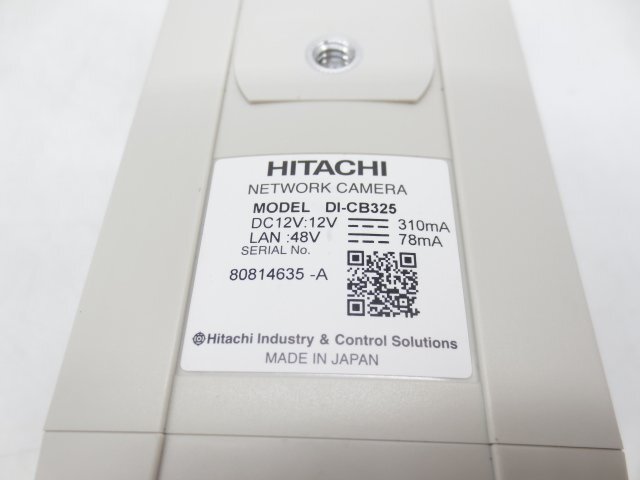 HITACHI
NETWORK CAMERA
MODEL DI-CB325
DC12V:12V 310mA
LAN :48V 78mA
SERIAL No.
80814635 -A
Hitachi Industry & Control Solutions
MADE IN JAPAN